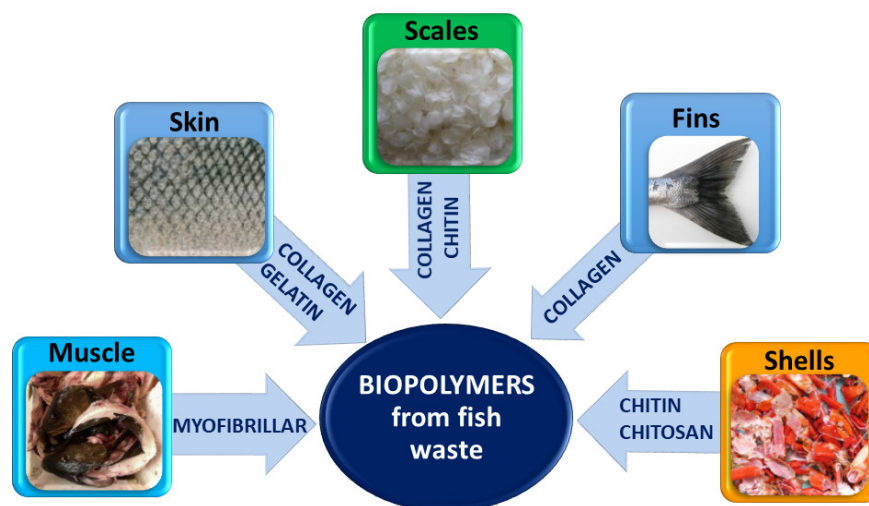 Scales
Skin
Fins
COLLAGEN
CHITIN
COLLAGEN
GELATIN
COLLAGEN
Muscle
MYOFIBRILLAR
BIOPOLYMERS
from fish
waste
Shells
CHITIN
CHITOSAN